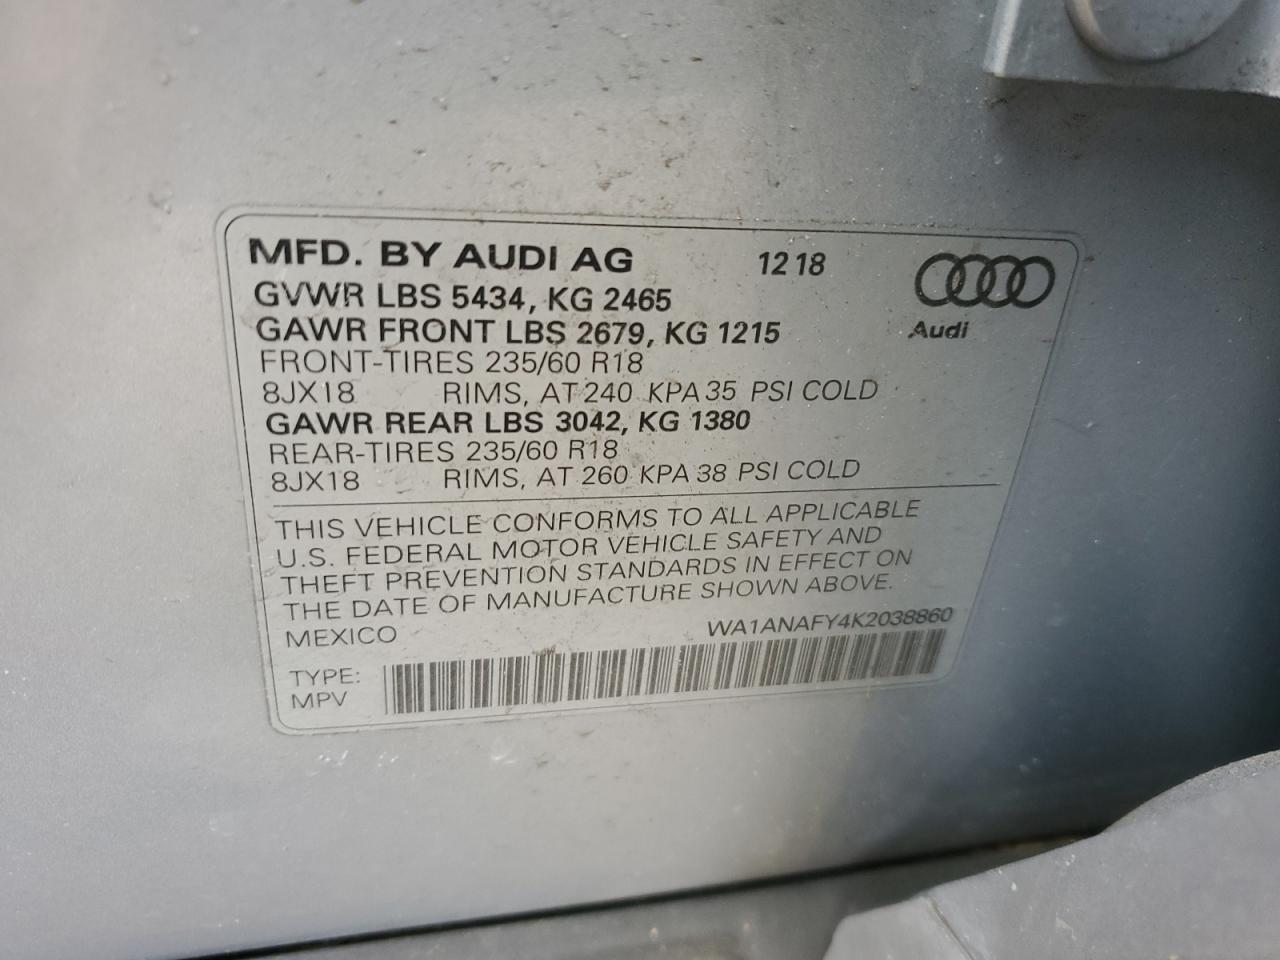 MFD. BY AUDI AG 12 18
GVWR LBS 5434, KG 2465
GAWR FRONT LBS 2679, KG 1215 Audi
FRONT-TIRES 235/60 R18
8JX18 RIMS, AT 240 KPA 35 PSI COLD
GAWR REAR LBS 3042, KG 1380
REAR-TIRES 235/60 R18
8JX18 RIMS, AT 260 KPA 38 PSI COLD
THIS VEHICLE CONFORMS TO ALL APPLICABLE
U.S. FEDERAL MOTOR VEHICLE SAFETY AND
THEFT PREVENTION STANDARDS IN EFFECT ON
THE DATE OF MANUFACTURE SHOWN ABOVE.
MEXICO WA1ANAFY4K2038860
TYPE:
MPV